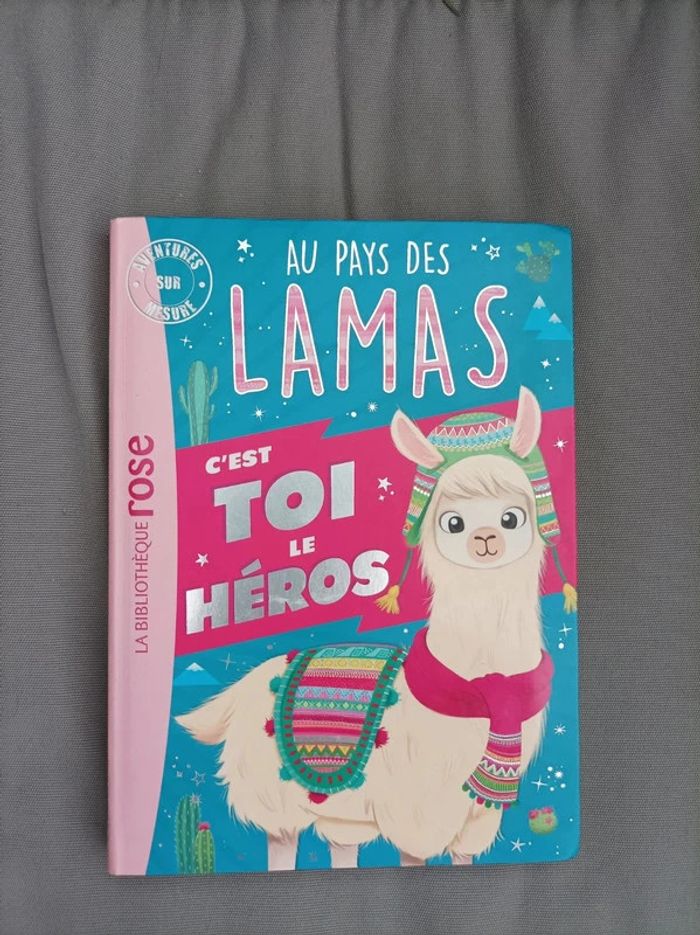 AVENTURES
SUR
MESURE
AU PAYS DES
LAMAS
C'EST
TOI
LE
HÉROS
LA BIBLIOTHÈQUE rose